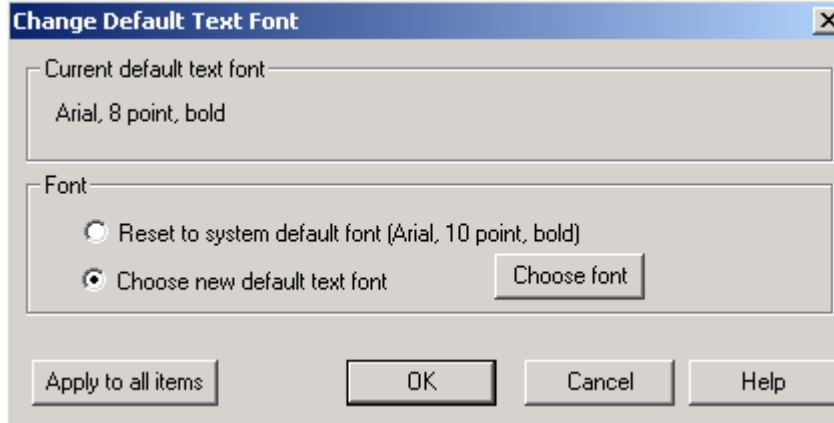 Change Default Text Font
Current default text font
Arial, 8 point, bold
Font
Reset to system default font (Arial, 10 point, bold)
Choose new default text font
Choose font
Apply to all items
OK
Cancel
Help